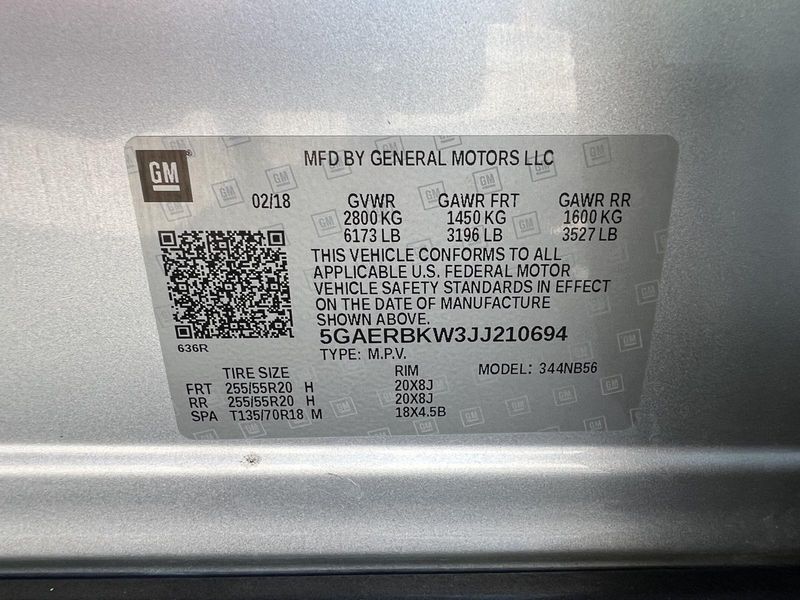 GM
MFD BY GENERAL MOTORS LLC
02/18 GVWR GAWR FRT GAWR RR
2800 KG 1450 KG 1600 KG
6173 LB 3196 LB 3527 LB
THIS VEHICLE CONFORMS TO ALL
APPLICABLE U.S. FEDERAL MOTOR
VEHICLE SAFETY STANDARDS IN EFFECT
ON THE DATE OF MANUFACTURE
SHOWN ABOVE.
5GAERBKW3JJ210694
636R
TYPE: M.P.V.
MODEL: 344NB56
TIRE SIZE RIM
FRT 255/55R20 H 20X8J
RR 255/55R20 H 20X8J
SPA T135/70R18 M 18X4.5B